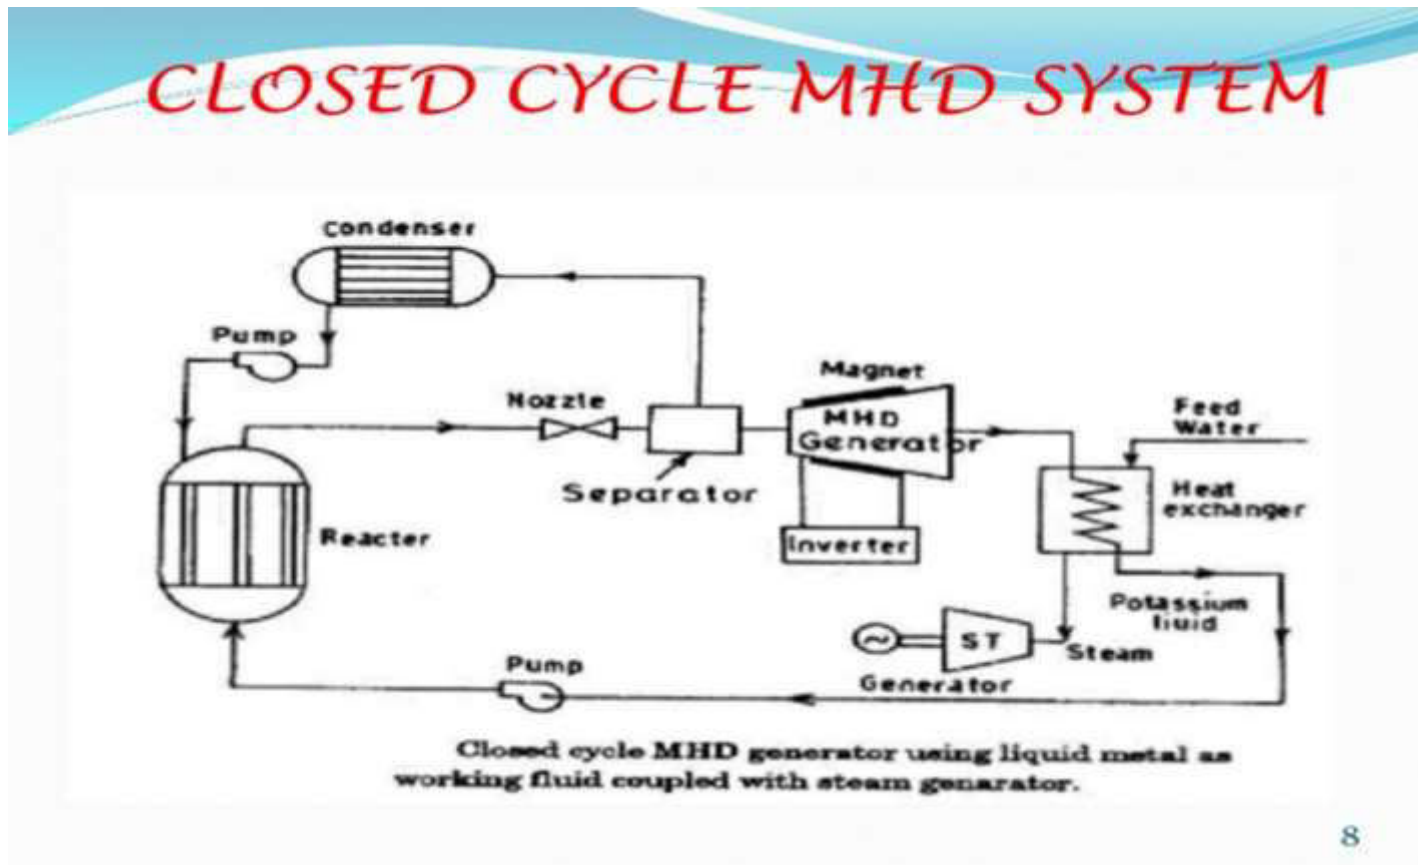 CLOSED CYCLE MHD SYSTEM
Condenser
Pump
Nozzle
Magnet
MHD
Generator
Feed
Water
Separator
Heat
exchanger
Reacter
Inverter
Potassium
liuid
ST
Steam
Pump
Generator
Closed cycle MHD generator using liquid metal as
working fluid coupled with steam genarator.
8